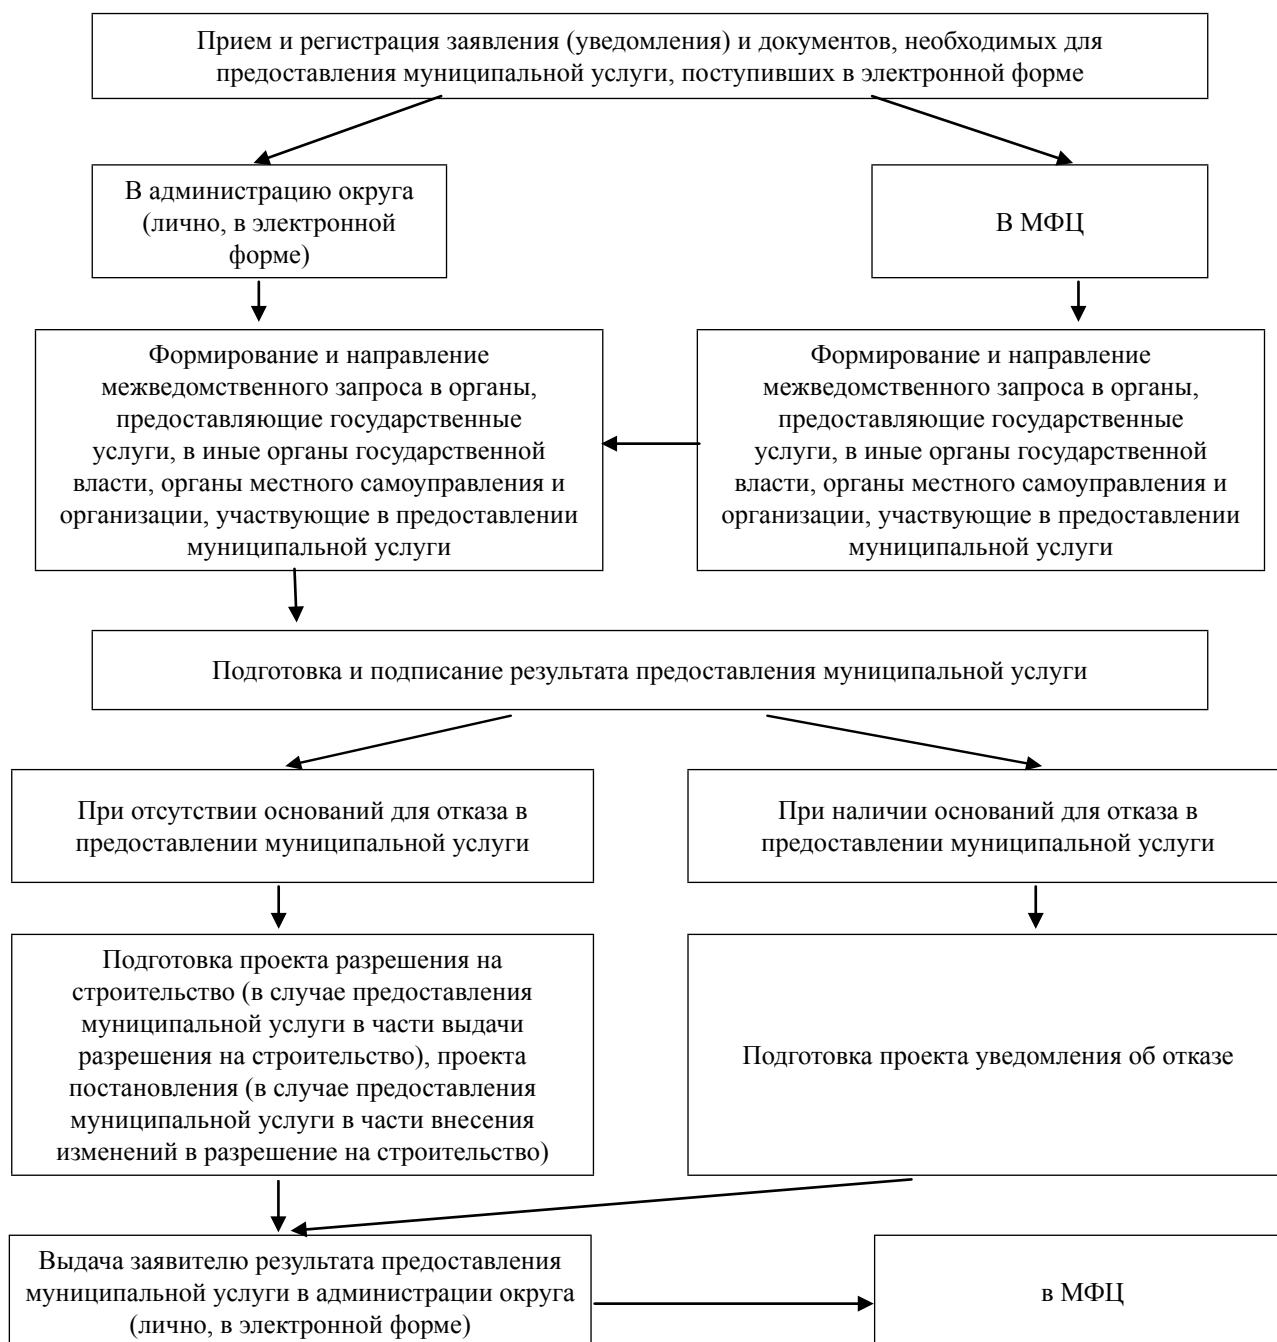 Прием и регистрация заявления (уведомления) и документов, необходимых для
предоставления муниципальной услуги, поступивших в электронной форме
В администрацию округа
(лично, в электронной
форме)
В МФЦ
Формирование и направление
межведомственного запроса в органы,
предоставляющие государственные
услуги, в иные органы государственной
власти, органы местного самоуправления и
организации, участвующие в предоставлении
муниципальной услуги
Формирование и направление
межведомственного запроса в органы,
предоставляющие государственные
услуги, в иные органы государственной
власти, органы местного самоуправления и
организации, участвующие в предоставлении
муниципальной услуги
Подготовка и подписание результата предоставления муниципальной услуги
При отсутствии оснований для отказа в
предоставлении муниципальной услуги
При наличии оснований для отказа в
предоставлении муниципальной услуги
Подготовка проекта разрешения на
строительство (в случае предоставления
муниципальной услуги в части выдачи
разрешения на строительство), проекта
постановления (в случае предоставления
муниципальной услуги в части внесения
изменений в разрешение на строительство)
Подготовка проекта уведомления об отказе
Выдача заявителю результата предоставления
муниципальной услуги в администрации округа
(лично, в электронной форме)
в МФЦ